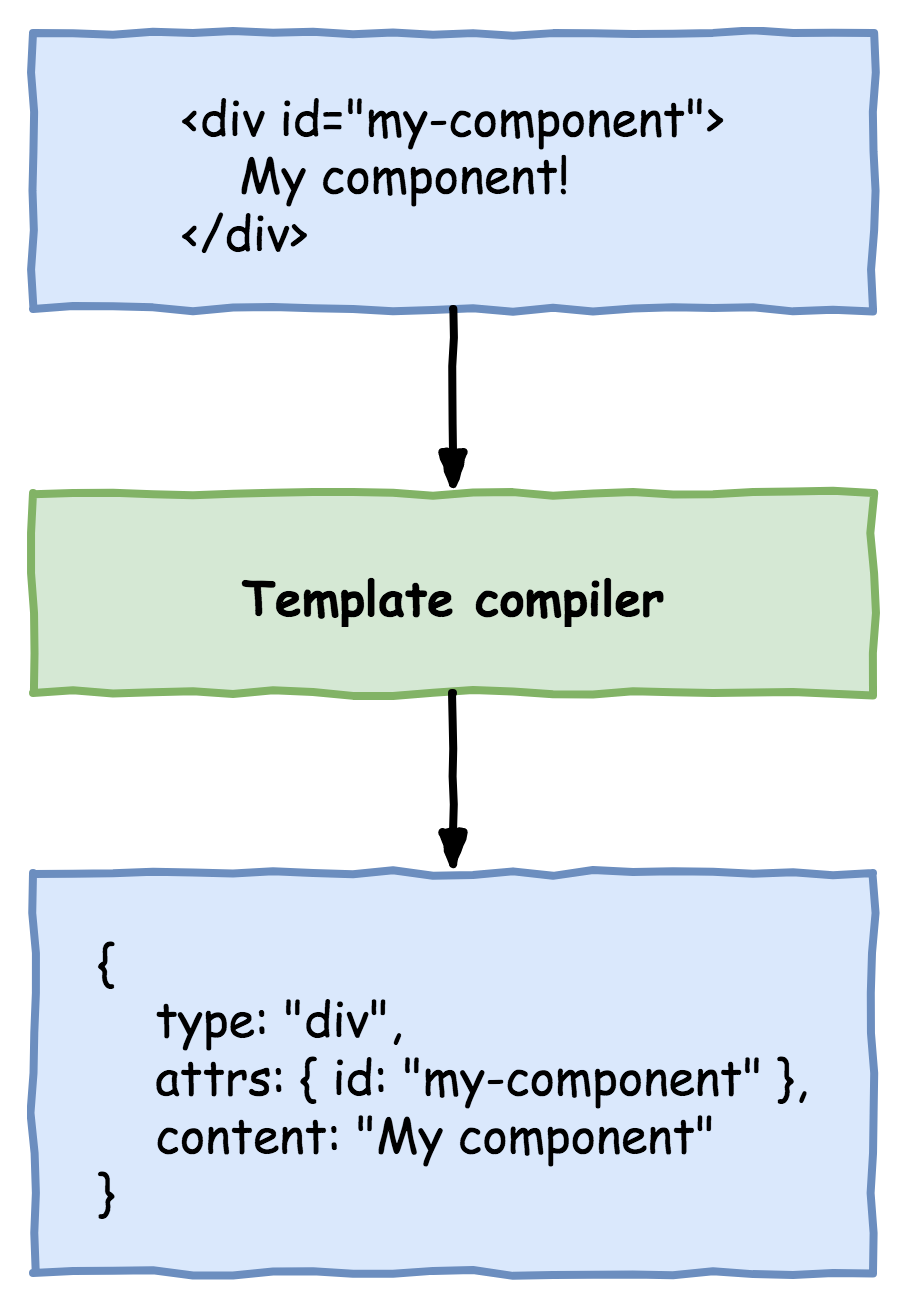 <div id="my-component">
My component!
</div>
Template compiler
{
type: "div",
attrs: { id: "my-component" },
content: "My component"
}